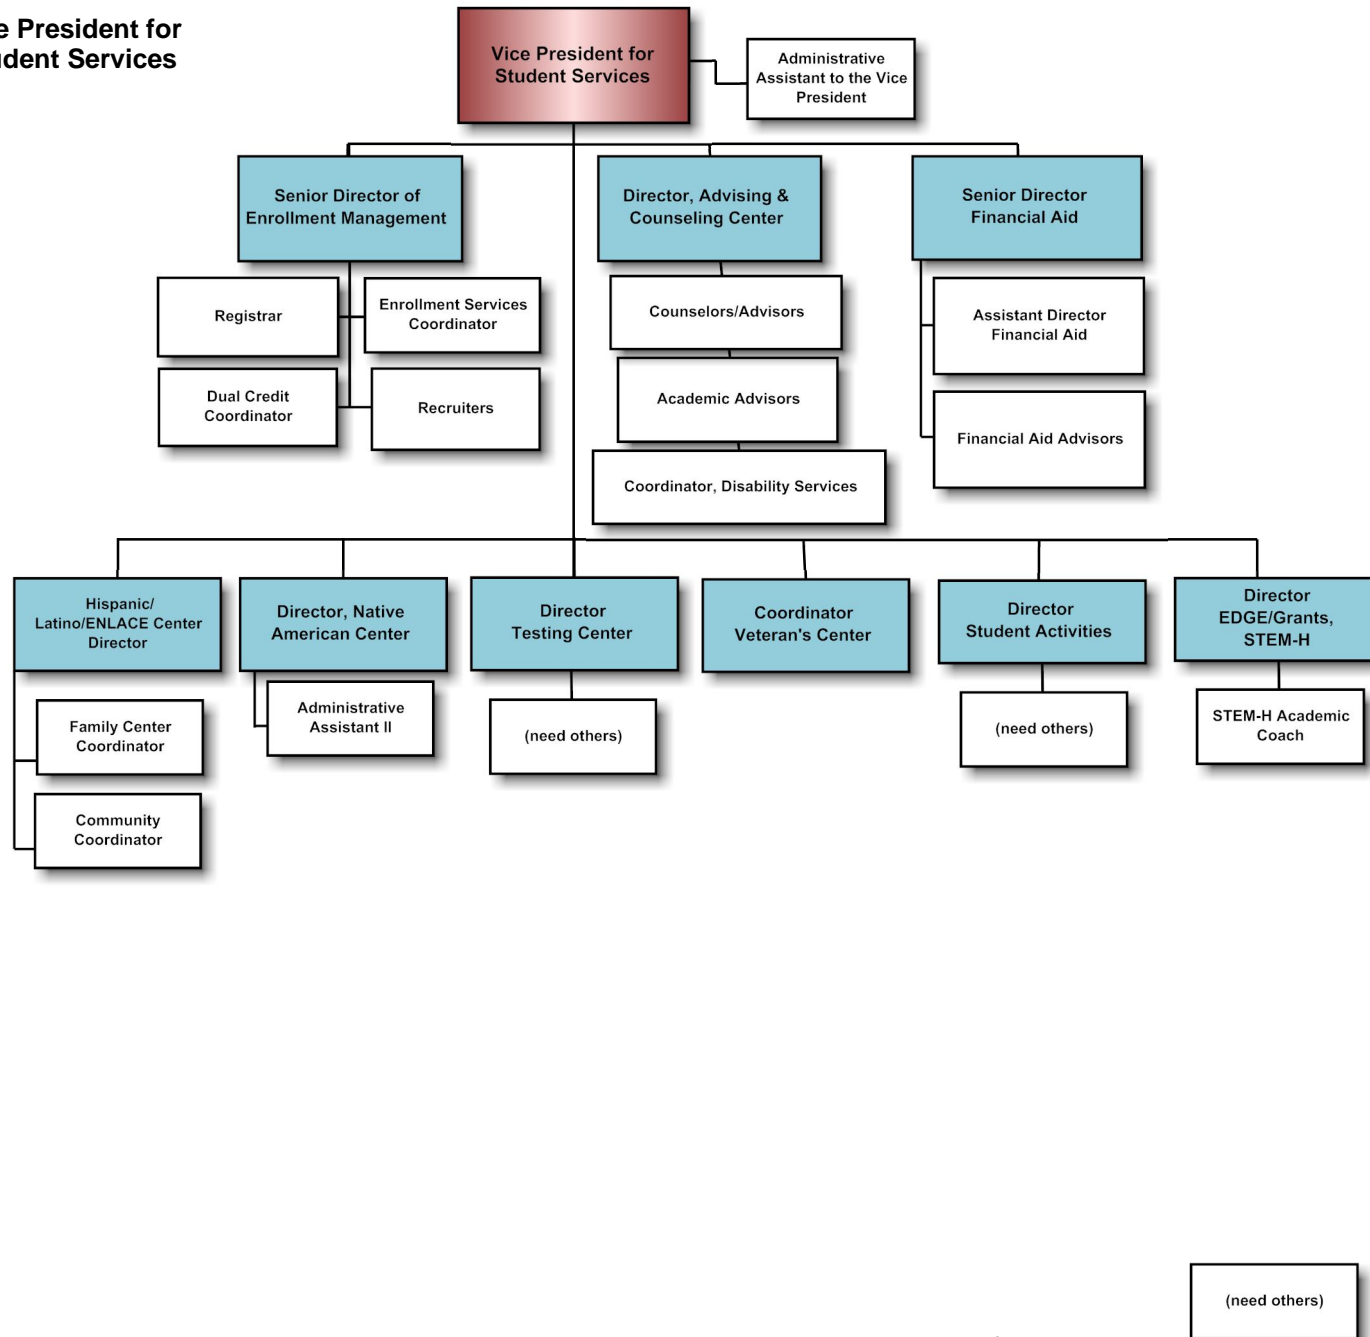 e President for
udent Services
Vice President for
Student Services
Administrative
Assistant to the Vice
President
Senior Director of
Enrollment Management
Director, Advising &
Counseling Center
Senior Director
Financial Aid
Registrar
Enrollment Services
Coordinator
Dual Credit
Coordinator
Recruiters
Counselors/Advisors
Academic Advisors
Coordinator, Disability Services
Assistant Director
Financial Aid
Financial Aid Advisors
Hispanic/
Latino/ENLACE Center
Director
Director, Native
American Center
Director
Testing Center
Coordinator
Veteran's Center
Director
Student Activities
Director
EDGE/Grants,
STEM-H
Family Center
Coordinator
Community
Coordinator
Administrative
Assistant II
(need others)
(need others)
STEM-H Academic
Coach
(need others)